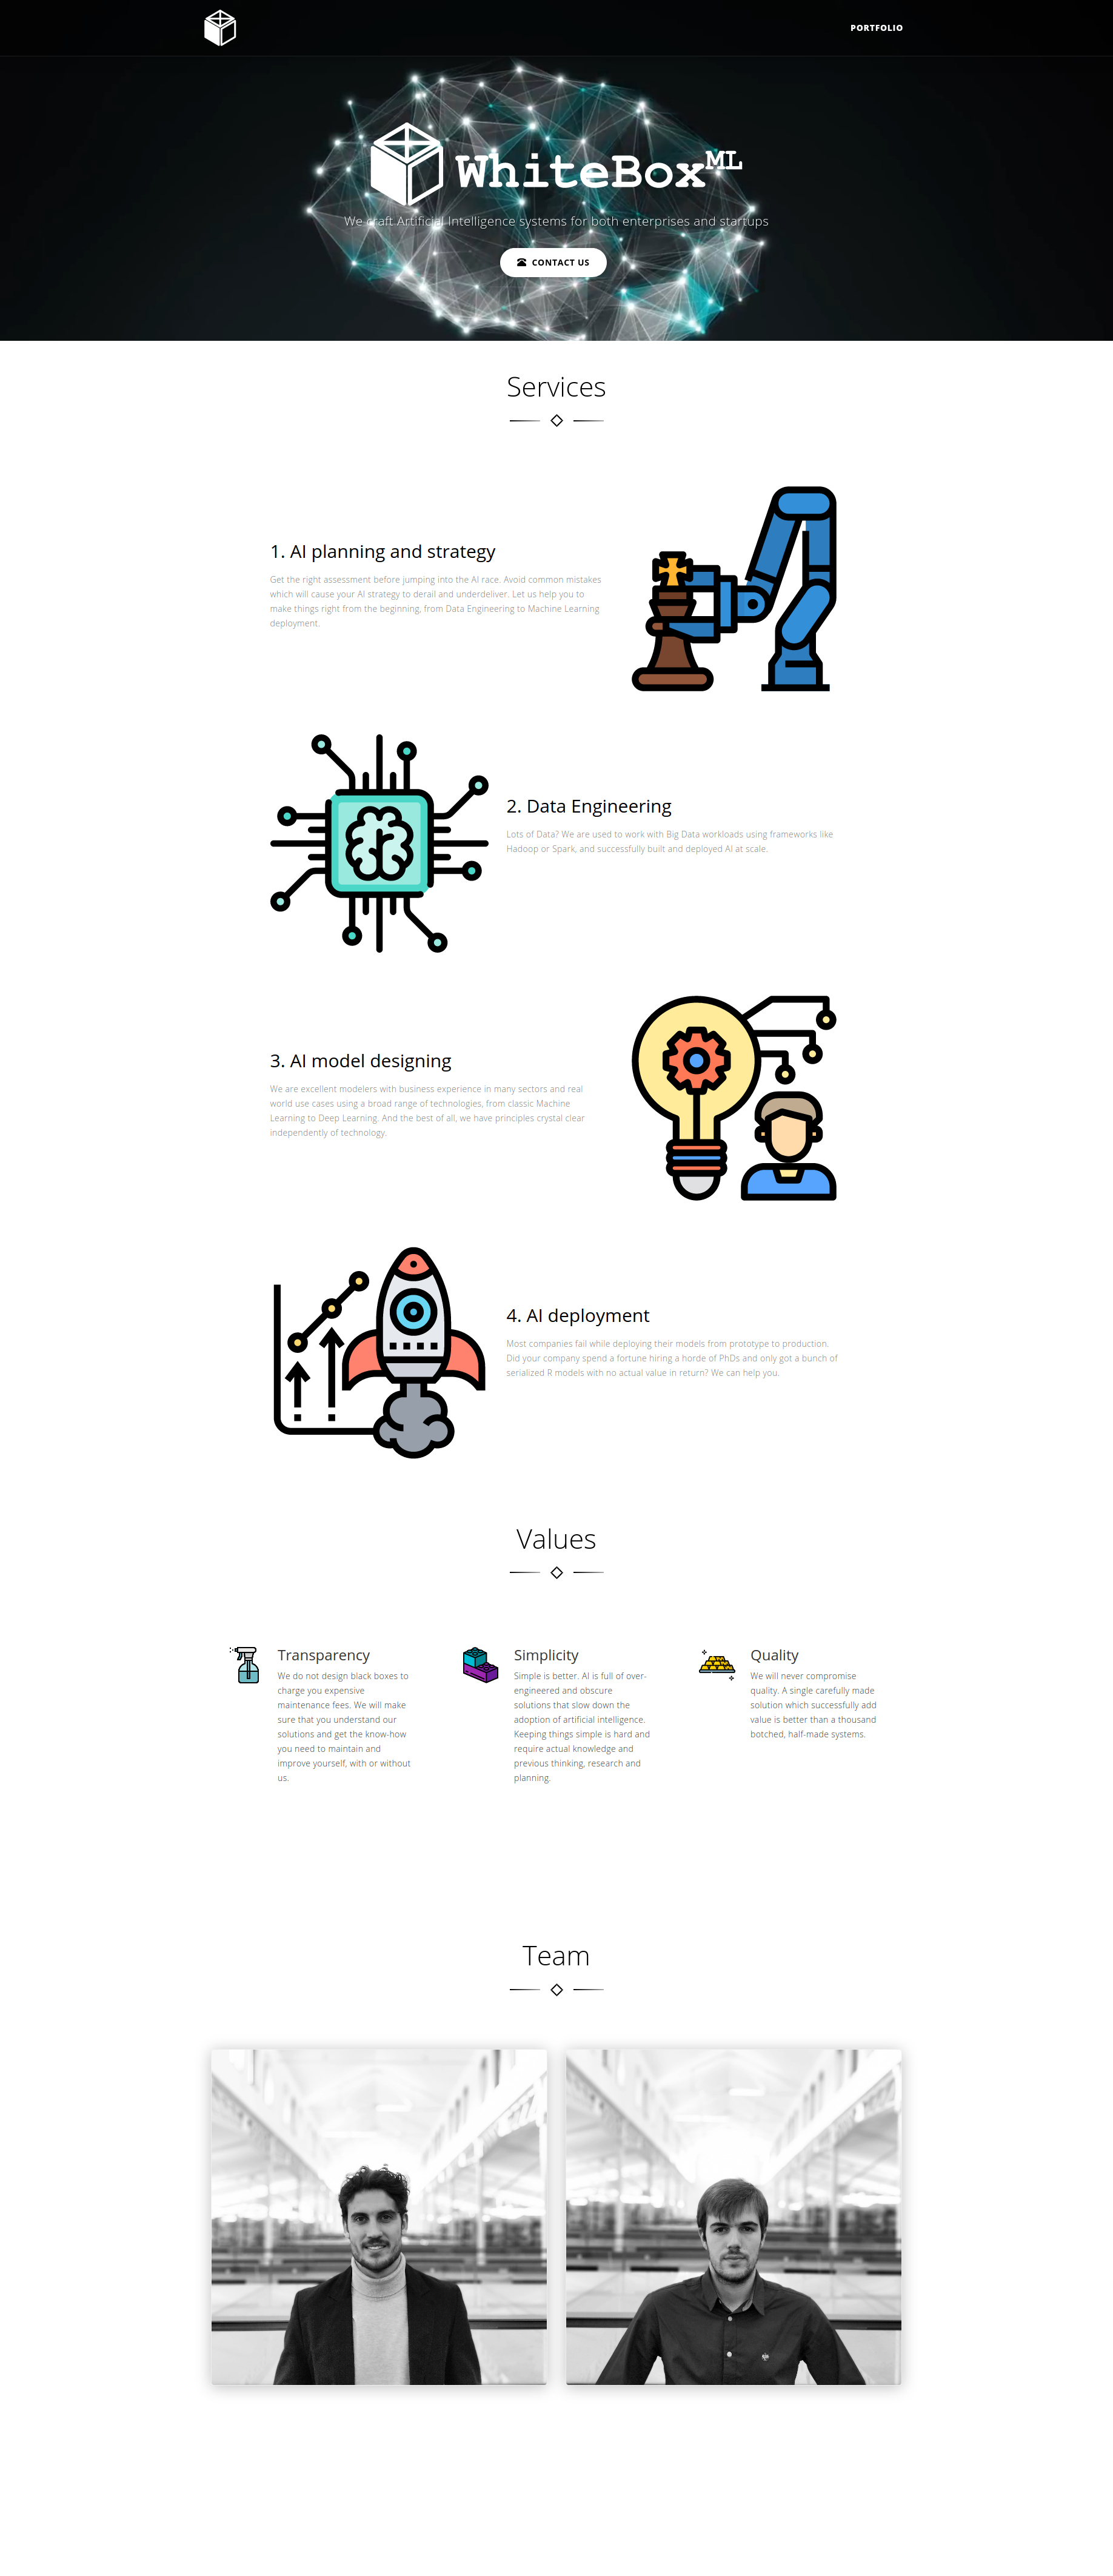 PORTFOLIO
WhiteBoxML
We craft Artificial Intelligence systems for both enterprises and startups
CONTACT US
Services
1. AI planning and strategy
Get the right assessment before jumping into the AI race. Avoid common mistakes
which will cause your AI strategy to derail and underdeliver. Let us help you to
make things right from the beginning, from Data Engineering to Machine Learning
deployment.
2. Data Engineering
Lots of Data? We are used to work with Big Data workloads using frameworks like
Hadoop or Spark, and successfully built and deployed AI at scale.
3. AI model designing
We are excellent modelers with business experience in many sectors and real
world use cases using a broad range of technologies, from classic Machine
Learning to Deep Learning. And the best of all, we have principles crystal clear
independently of technology.
4. AI deployment
Most companies fail while deploying their models from prototype to production.
Did your company spend a fortune hiring a horde of PhDs and only got a bunch of
serialized R models with no actual value in return? We can help you.
Values
Transparency
We do not design black boxes to
charge you expensive
maintenance fees. We will make
sure that you understand our
solutions and get the know-how
you need to maintain and
improve yourself, with or without
us.
Simplicity
Simple is better. AI is full of over-
engineered and obscure
solutions that slow down the
adoption of artificial intelligence.
Keeping things simple is hard and
require actual knowledge and
previous thinking, research and
planning.
Quality
We will never compromise
quality. A single carefully made
solution which successfully add
value is better than a thousand
botched, half-made systems.
Team